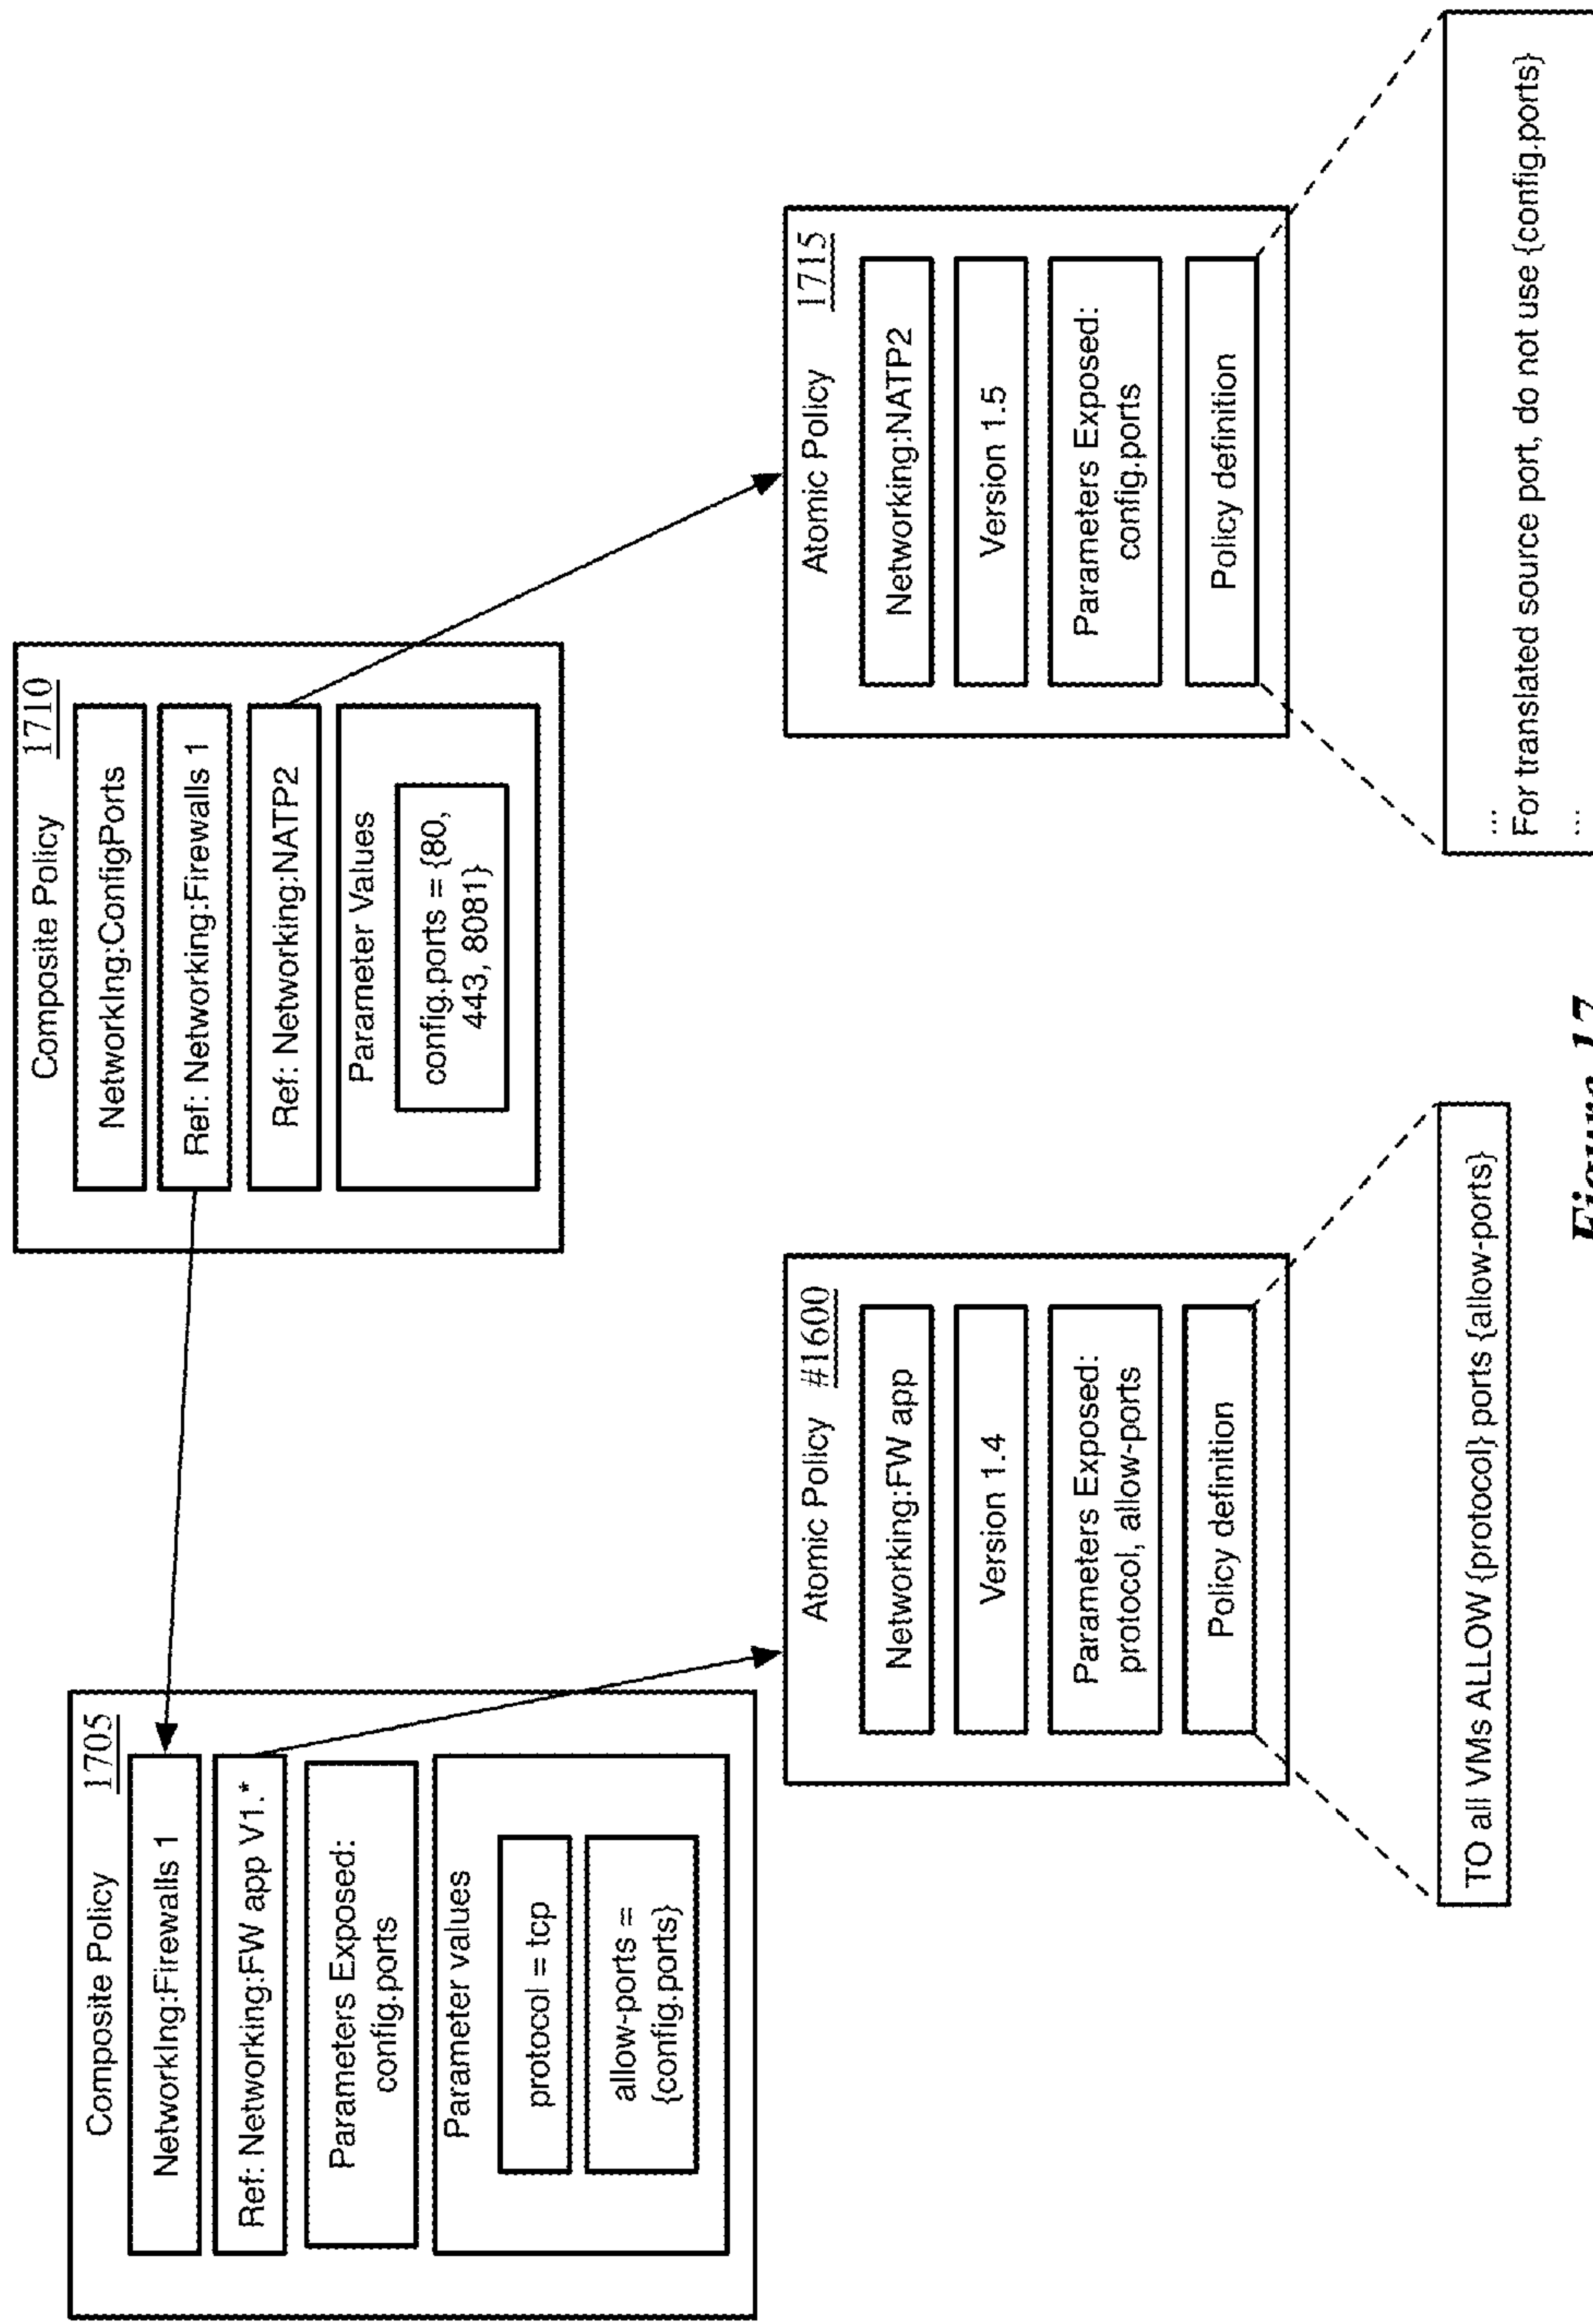 Composite Policy 1705
NetworkIng:Firewalls 1
Ref: Networking:FW app V1.*
Parameters Exposed:
config.ports
Parameter values
protocol = tcp
allow-ports =
{config.ports}
Composite Policy 1710
NetworkIng:ConfigPorts
Ref: Networking:Firewalls 1
Ref: Networking:NATP2
Parameter Values
config.ports = {80,
443, 8081}
Atomic Policy #1600
Networking:FW app
Version 1.4
Parameters Exposed:
protocol, allow-ports
Policy definition
TO all VMs ALLOW {protocol} ports {allow-ports}
Atomic Policy 1715
Networking:NATP2
Version 1.5
Parameters Exposed:
config.ports
Policy definition
...
For translated source port, do not use {config.ports}
...
Figure 17